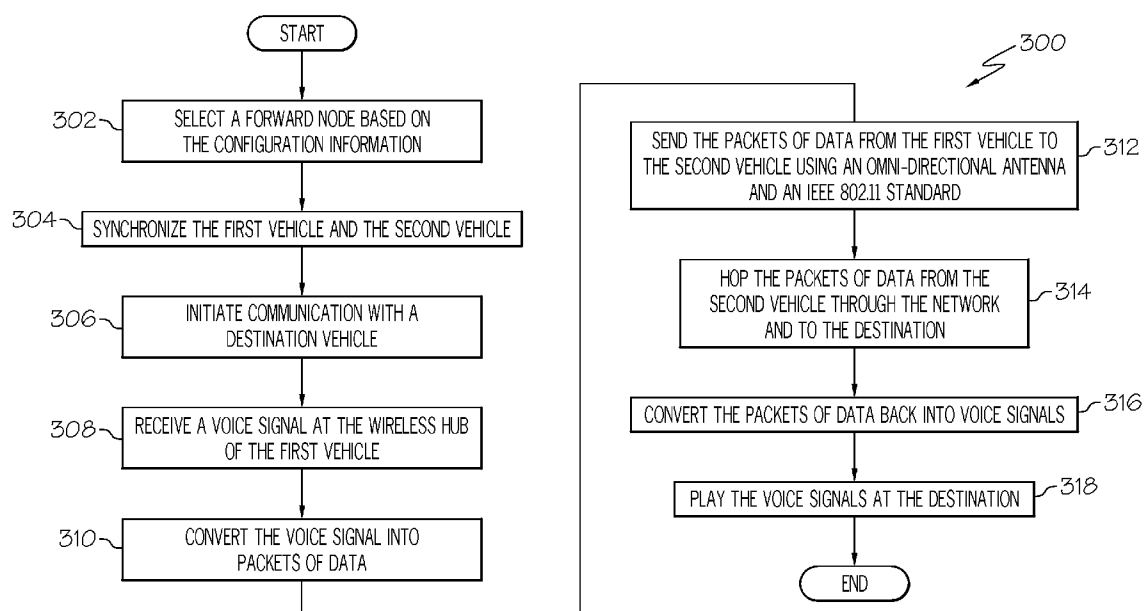 START
302
SELECT A FORWARD NODE BASED ON
THE CONFIGURATION INFORMATION
304
SYNCHRONIZE THE FIRST VEHICLE AND THE SECOND VEHICLE
306
INITIATE COMMUNICATION WITH A
DESTINATION VEHICLE
308
RECEIVE A VOICE SIGNAL AT THE WIRELESS HUB
OF THE FIRST VEHICLE
310
CONVERT THE VOICE SIGNAL INTO
PACKETS OF DATA
300
SEND THE PACKETS OF DATA FROM THE FIRST VEHICLE TO
THE SECOND VEHICLE USING AN OMNI-DIRECTIONAL ANTENNA
AND AN IEEE 802.11 STANDARD
312
HOP THE PACKETS OF DATA FROM THE
SECOND VEHICLE THROUGH THE NETWORK
AND TO THE DESTINATION
314
CONVERT THE PACKETS OF DATA BACK INTO VOICE SIGNALS
316
PLAY THE VOICE SIGNALS AT THE DESTINATION
318
END